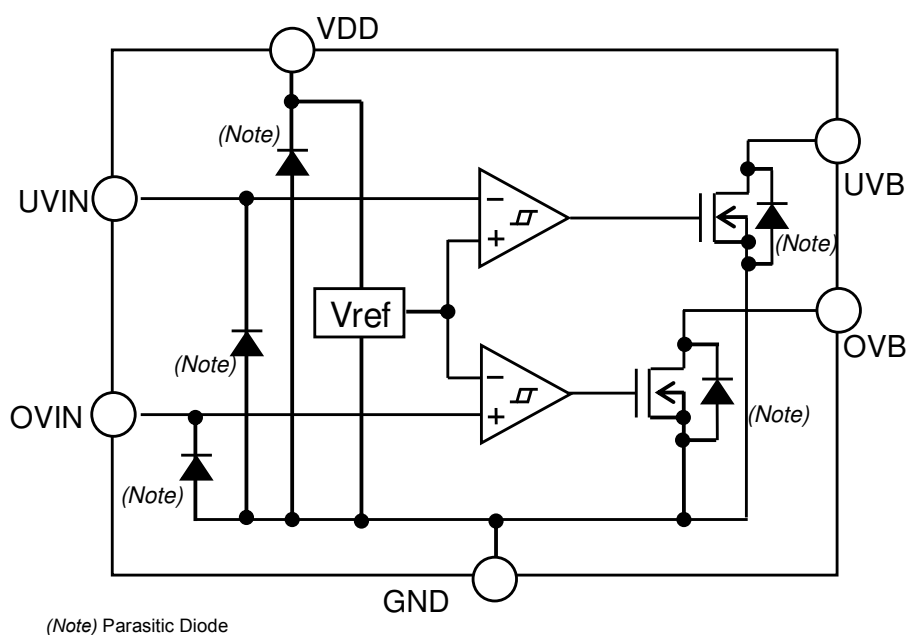 VDD
(Note)
UVIN
−
+
UVB
(Note)
Vref
(Note)
OVB
OVIN
−
+
(Note)
(Note)
GND
(Note) Parasitic Diode